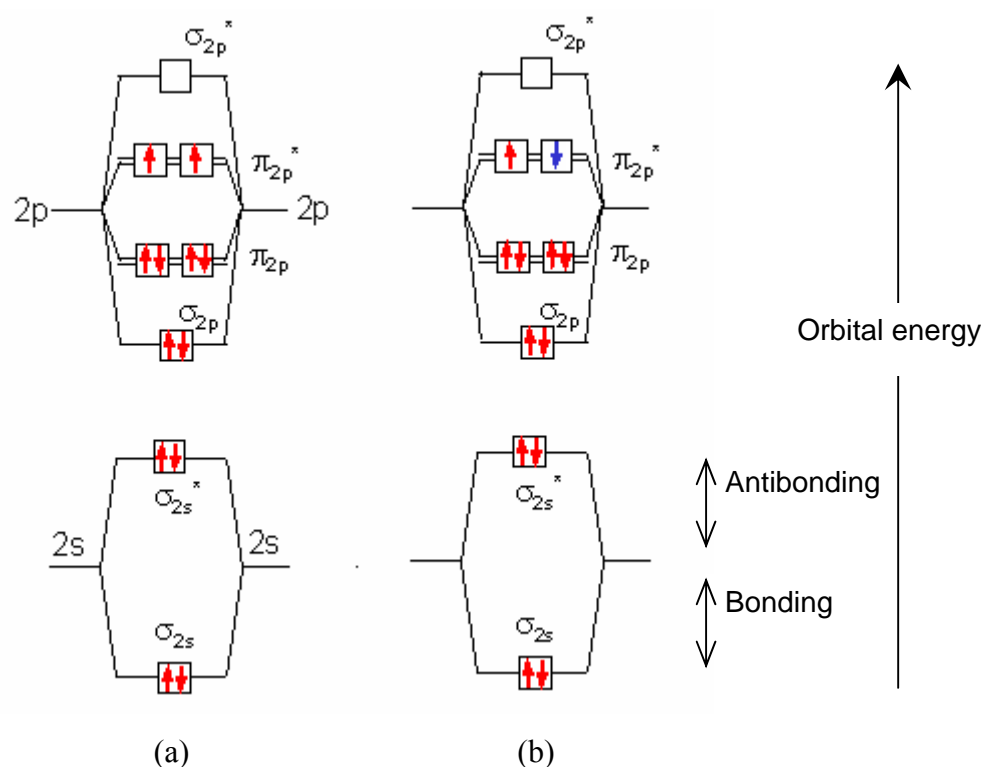 σ2p* σ2p*
π2p* π2p*
2p 2p
π2p π2p
σ2p σ2p
Orbital energy
σ2s* σ2s*
Antibonding
2s 2s
Bonding
σ2s σ2s
(a) (b)